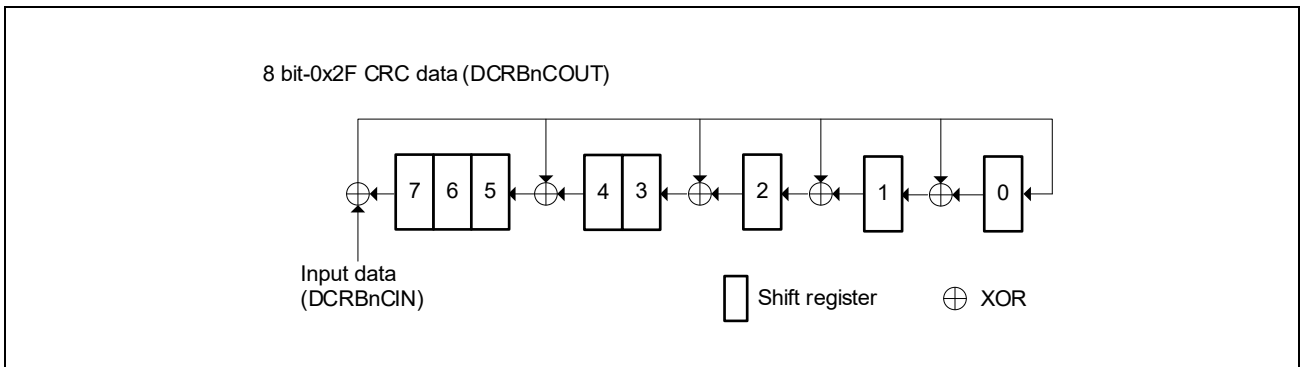 8 bit-0x2F CRC data (DCRBnCOUT)
7 6 5 4 3 2 1 0
Input data
(DCRBnCIN)
Shift register
XOR